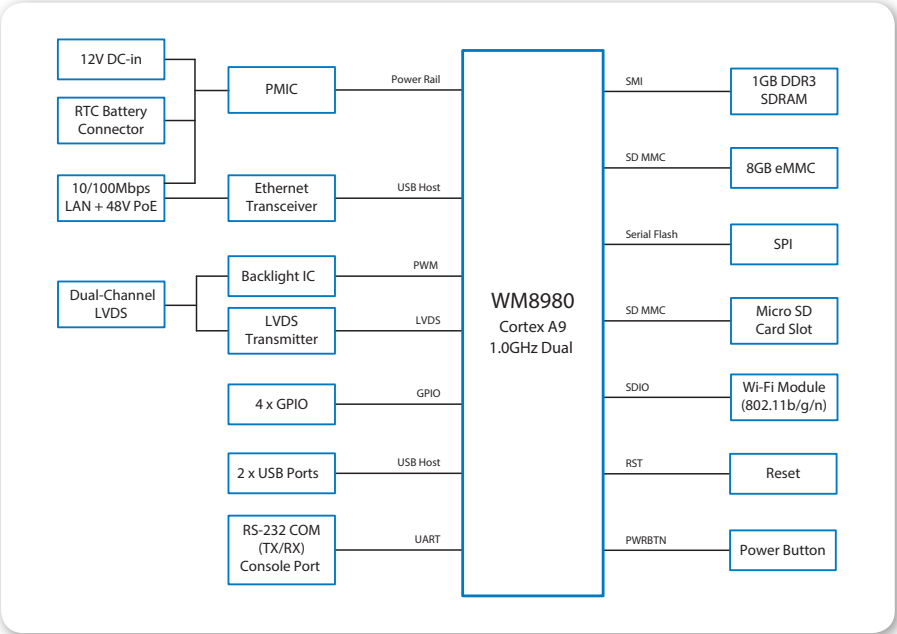 12V DC-in
RTC Battery
Connector
10/100Mbps
LAN + 48V PoE
Dual-Channel
LVDS
PMIC
Ethernet
Transceiver
Backlight IC
LVDS
Transmitter
4 x GPIO
2 x USB Ports
RS-232 COM
(TX/RX)
Console Port
Power Rail
USB Host
PWM
LVDS
GPIO
USB Host
UART
WM8980
Cortex A9
1.0GHz Dual
SMI
SD MMC
Serial Flash
SD MMC
SDIO
RST
PWRBTN
1GB DDR3
SDRAM
8GB eMMC
SPI
Micro SD
Card Slot
Wi-Fi Module
(802.11b/g/n)
Reset
Power Button